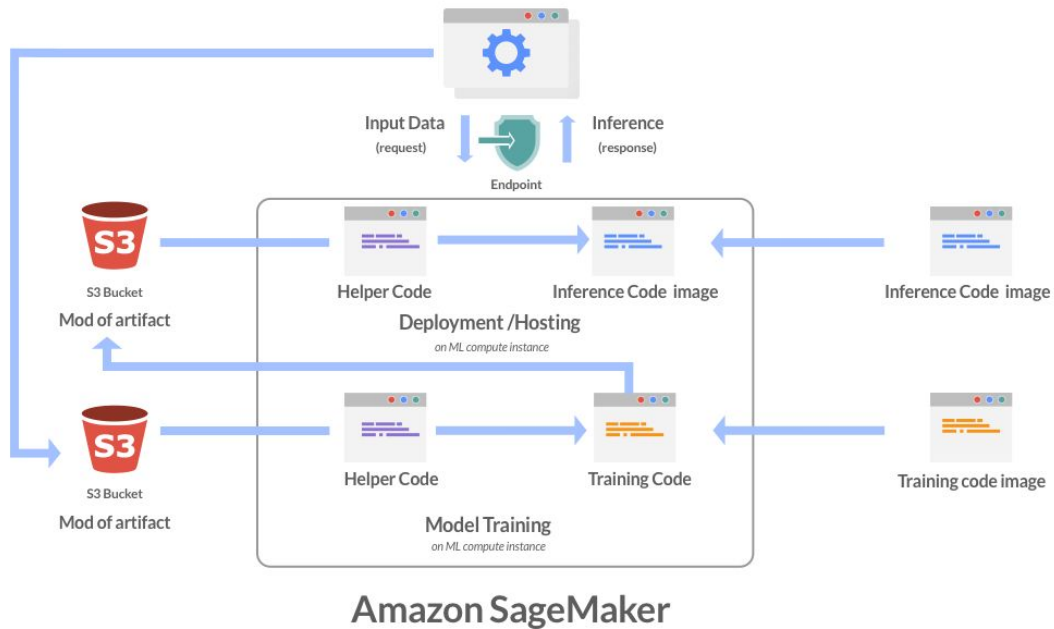 Input Data
(request)
Inference
(response)
Endpoint
S3
S3 Bucket
Mod of artifact
Helper Code
Inference Code image
Inference Code image
Deployment /Hosting
on ML compute instance
S3
S3 Bucket
Mod of artifact
Helper Code
Training Code
Training code image
Model Training
on ML compute instance
Amazon SageMaker